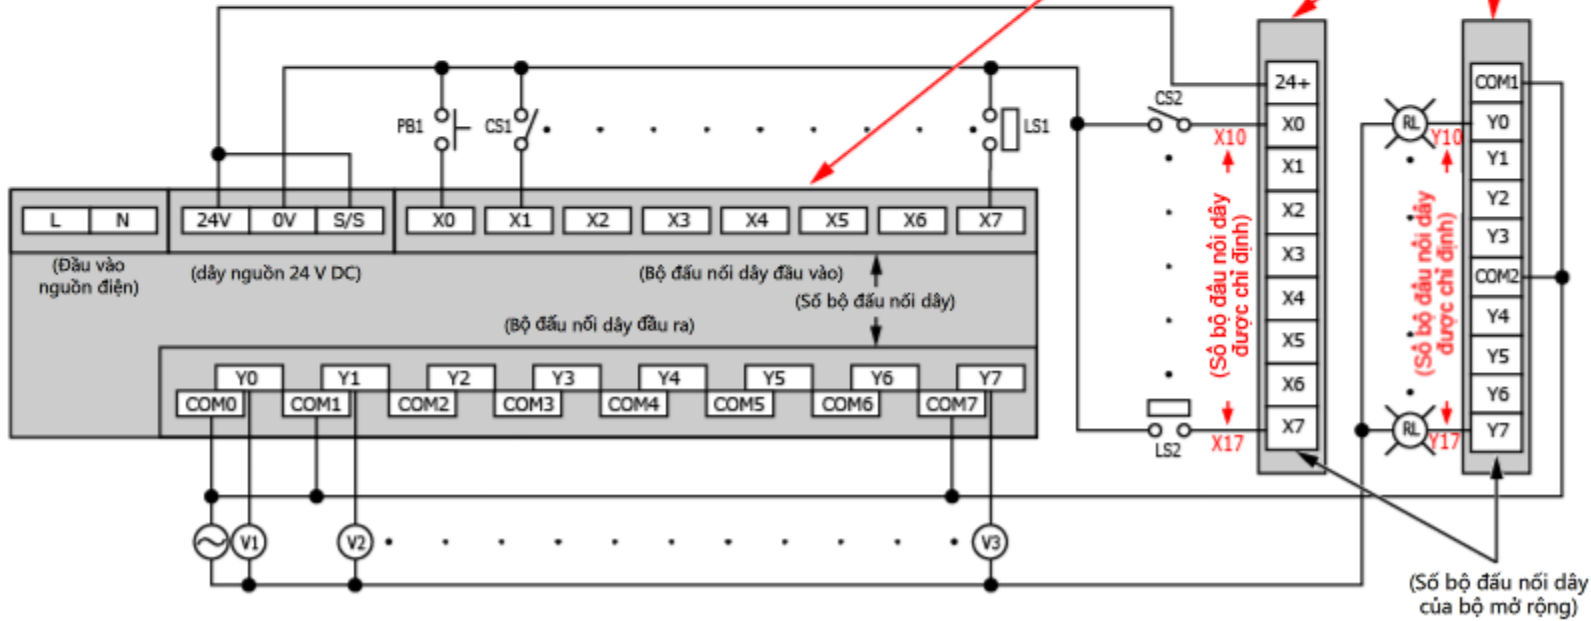 24+
X0
X1
X2
X3
X4
X5
X6
X7
COM1
Y0
Y1
Y2
Y3
COM2
Y4
Y5
Y6
Y7
CS2
X10
(Số bộ đấu nối dây
được chỉ định)
X17
LS2
RL
Y10
(Số bộ đấu nối dây
được chỉ định)
RL
Y17
PB1
CS1
LS1
L
N
24V
0V
S/S
X0
X1
X2
X3
X4
X5
X6
X7
(Đầu vào
nguồn điện)
(dây nguồn 24 V DC)
(Bộ đấu nối dây đầu vào)
(Số bộ đấu nối dây)
(Bộ đấu nối dây đầu ra)
Y0
Y1
Y2
Y3
Y4
Y5
Y6
Y7
COM0
COM1
COM2
COM3
COM4
COM5
COM6
COM7
V1
V2
V3
(Số bộ đấu nối dây
của bộ mở rộng)